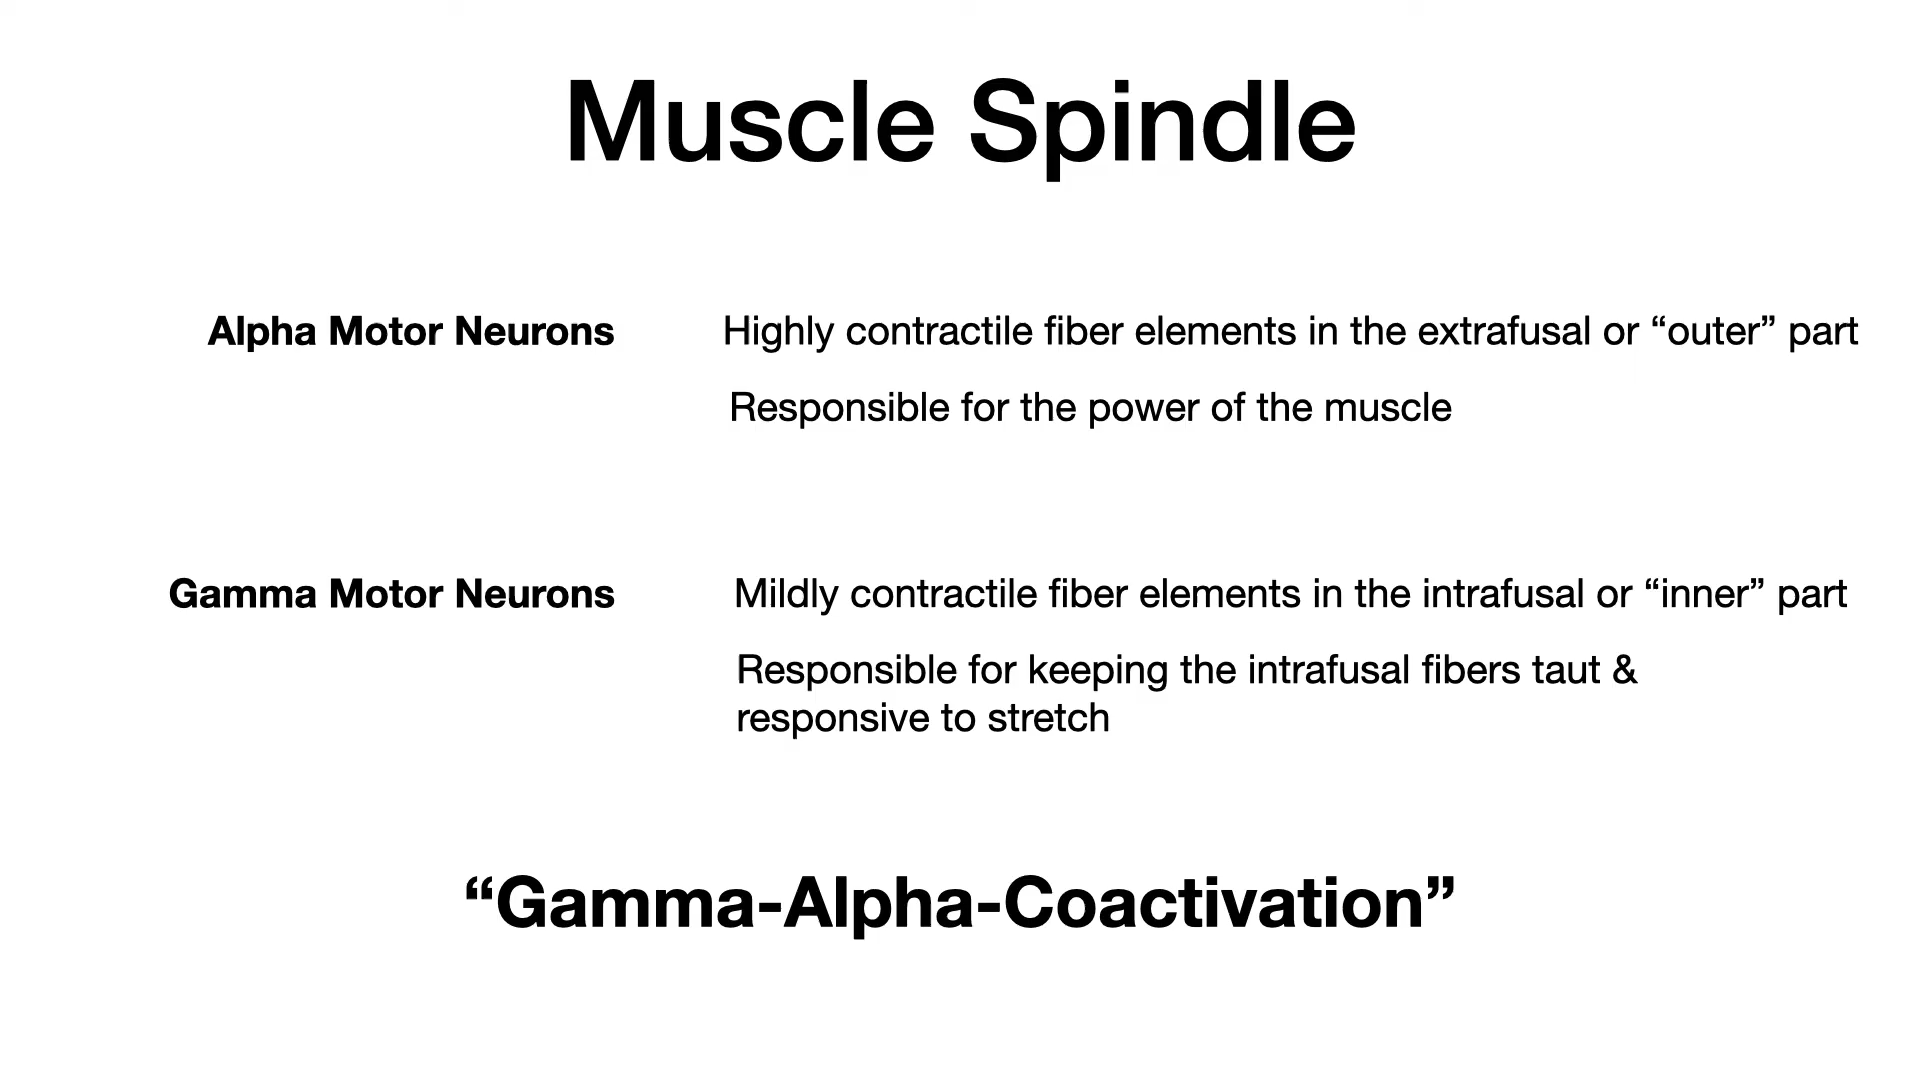 Muscle Spindle
Alpha Motor Neurons
Highly contractile fiber elements in the extrafusal or “outer” part
Responsible for the power of the muscle
Gamma Motor Neurons
Mildly contractile fiber elements in the intrafusal or “inner” part
Responsible for keeping the intrafusal fibers taut &
responsive to stretch
“Gamma-Alpha-Coactivation”